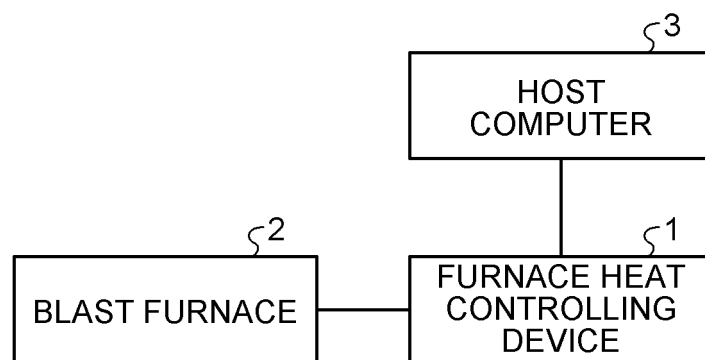 3
HOST
COMPUTER
2
1
BLAST FURNACE
FURNACE HEAT
CONTROLLING
DEVICE